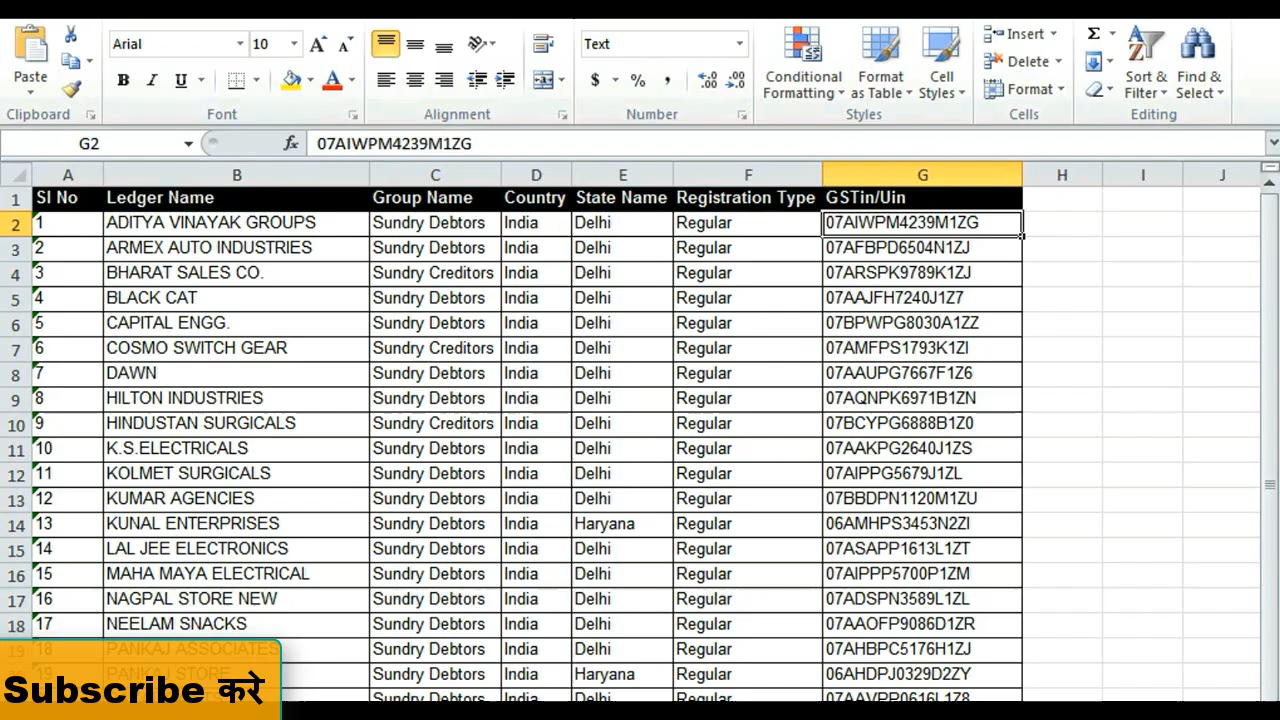 Arial 10 Text Insert Σ
Paste B I U $ % , .00 Conditional Formatting Format as Table Cell Styles Delete Format Sort & Filter Find & Select
Clipboard Font Alignment Number Styles Cells Editing
G2 fx 07AIWPM4239M1ZG
A B C D E F G H I J
1 Sl No Ledger Name Group Name Country State Name Registration Type GSTin/Uin
2 1 ADITYA VINAYAK GROUPS Sundry Debtors India Delhi Regular 07AIWPM4239M1ZG
3 2 ARMEX AUTO INDUSTRIES Sundry Debtors India Delhi Regular 07AFBPD6504N1ZJ
4 3 BHARAT SALES CO. Sundry Creditors India Delhi Regular 07ARSPK9789K1ZJ
5 4 BLACK CAT Sundry Debtors India Delhi Regular 07AAJFH7240J1Z7
6 5 CAPITAL ENGG. Sundry Debtors India Delhi Regular 07BPWPG8030A1ZZ
7 6 COSMO SWITCH GEAR Sundry Creditors India Delhi Regular 07AMFPS1793K1ZI
8 7 DAWN Sundry Debtors India Delhi Regular 07AAUPG7667F1Z6
9 8 HILTON INDUSTRIES Sundry Debtors India Delhi Regular 07AQNPK6971B1ZN
10 9 HINDUSTAN SURGICALS Sundry Creditors India Delhi Regular 07BCYPG6888B1Z0
11 10 K.S.ELECTRICALS Sundry Debtors India Delhi Regular 07AAKPG2640J1ZS
12 11 KOLMET SURGICALS Sundry Debtors India Delhi Regular 07AIPPG5679J1ZL
13 12 KUMAR AGENCIES Sundry Debtors India Delhi Regular 07BBDPN1120M1ZU
14 13 KUNAL ENTERPRISES Sundry Debtors India Haryana Regular 06AMHPS3453N2ZI
15 14 LAL JEE ELECTRONICS Sundry Debtors India Delhi Regular 07ASAPP1613L1ZT
16 15 MAHA MAYA ELECTRICAL Sundry Debtors India Delhi Regular 07AIPPP5700P1ZM
17 16 NAGPAL STORE NEW Sundry Debtors India Delhi Regular 07ADSPN3589L1ZL
18 17 NEELAM SNACKS Sundry Debtors India Delhi Regular 07AAOFP9086D1ZR
19 18 PANKAJ ASSOCIATES Sundry Debtors India Delhi Regular 07AHBPC5176H1ZJ
19 PANKAJ STORE Sundry Debtors India Haryana Regular 06AHDPJ0329D2ZY
Sundry Debtors India Delhi Regular 07AAVPP0616L1Z8
Subscribe करे